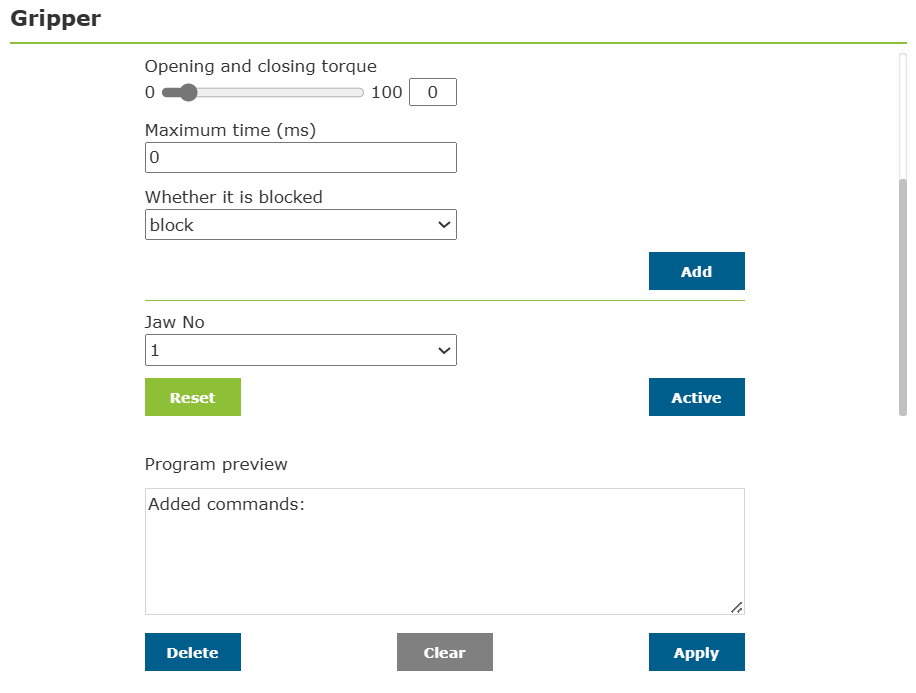 Gripper
Opening and closing torque
0 100 0
Maximum time (ms)
0
Whether it is blocked
block
Add
Jaw No
1
Reset Active
Program preview
Added commands:
Delete Clear Apply